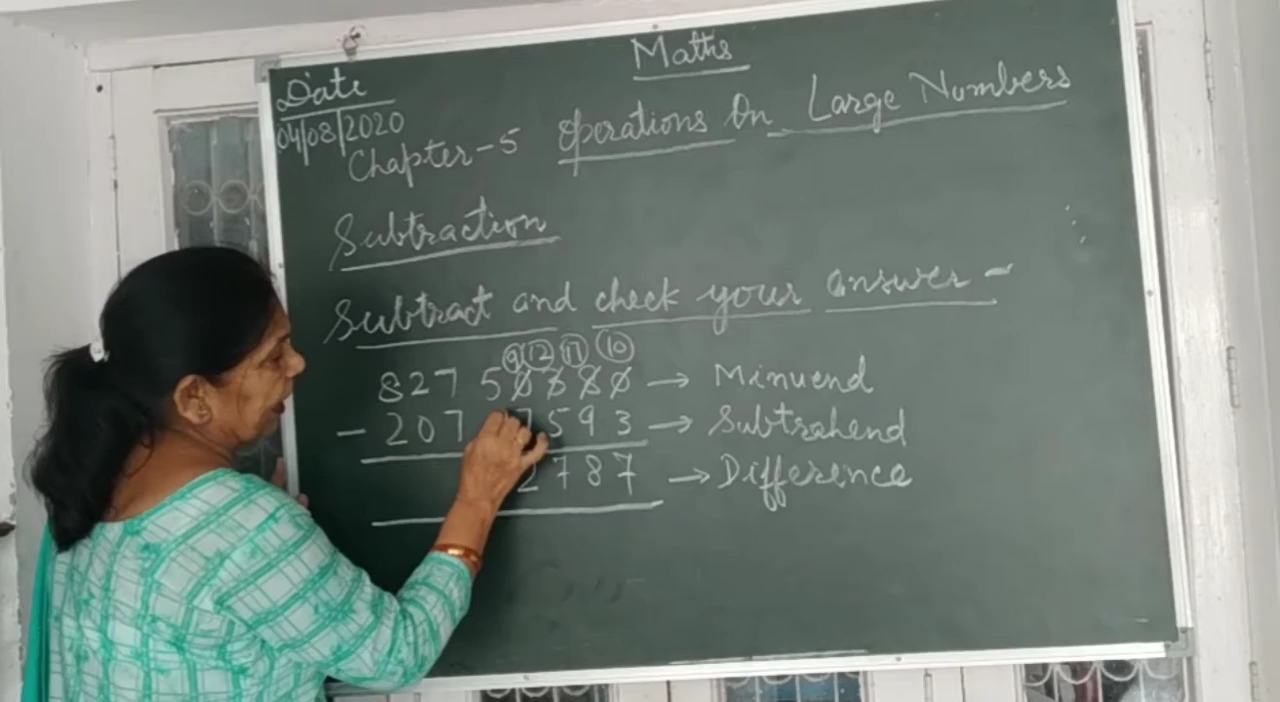 Maths
Date
04/08/2020
Chapter-5 Operations On Large Numbers
Subtraction
Subtract and check your answer -
9 12 17 10
827 50380 → Minuend
- 207 7593 → Subtrahend
2787 → Difference